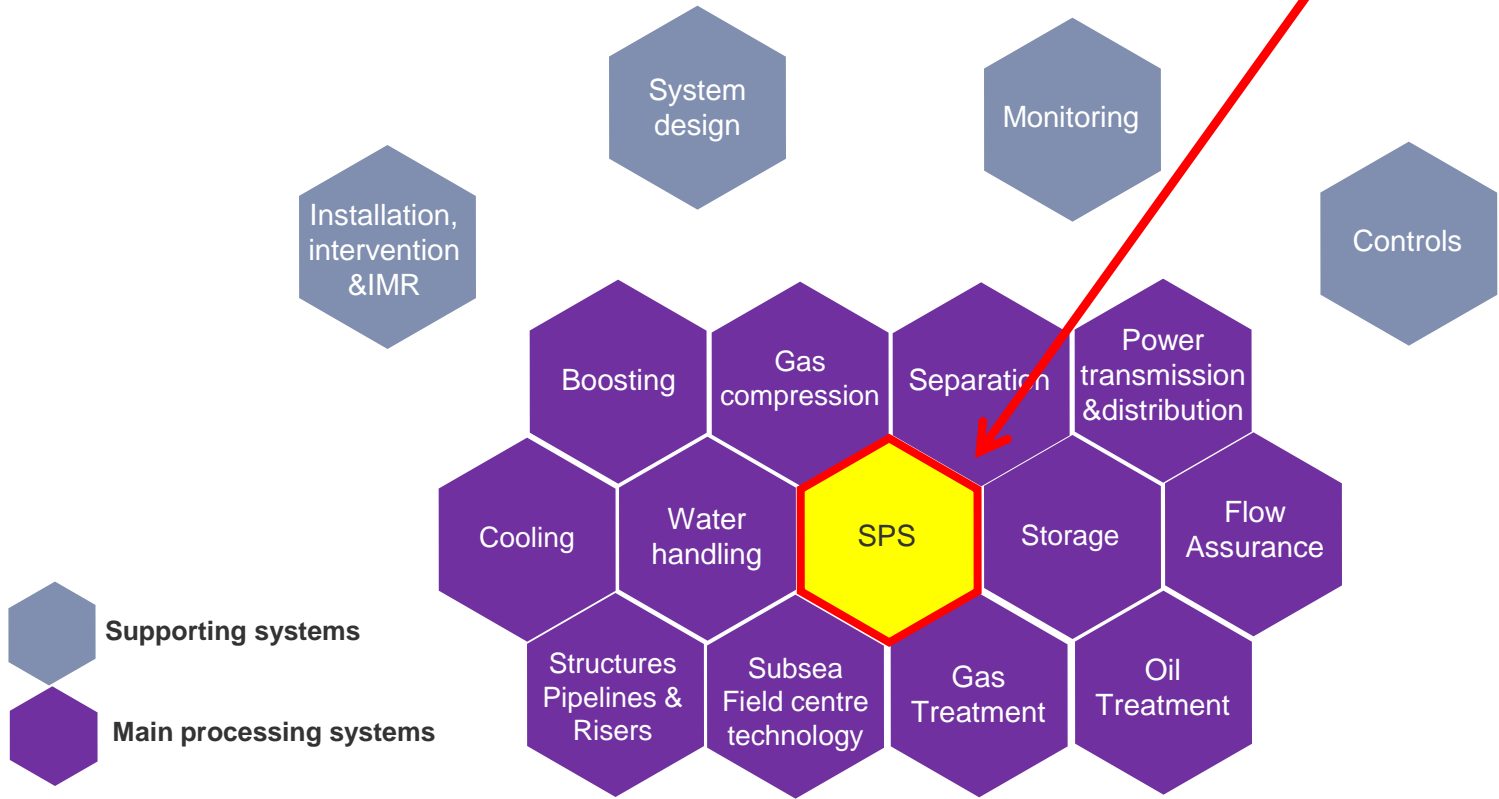 System
design
Monitoring
Installation,
intervention
&IMR
Controls
Boosting
Gas
compression
Separation
Power
transmission
&distribution
Cooling
Water
handling
SPS
Storage
Flow
Assurance
Structures
Pipelines &
Risers
Subsea
Field centre
technology
Gas
Treatment
Oil
Treatment
Supporting systems
Main processing systems